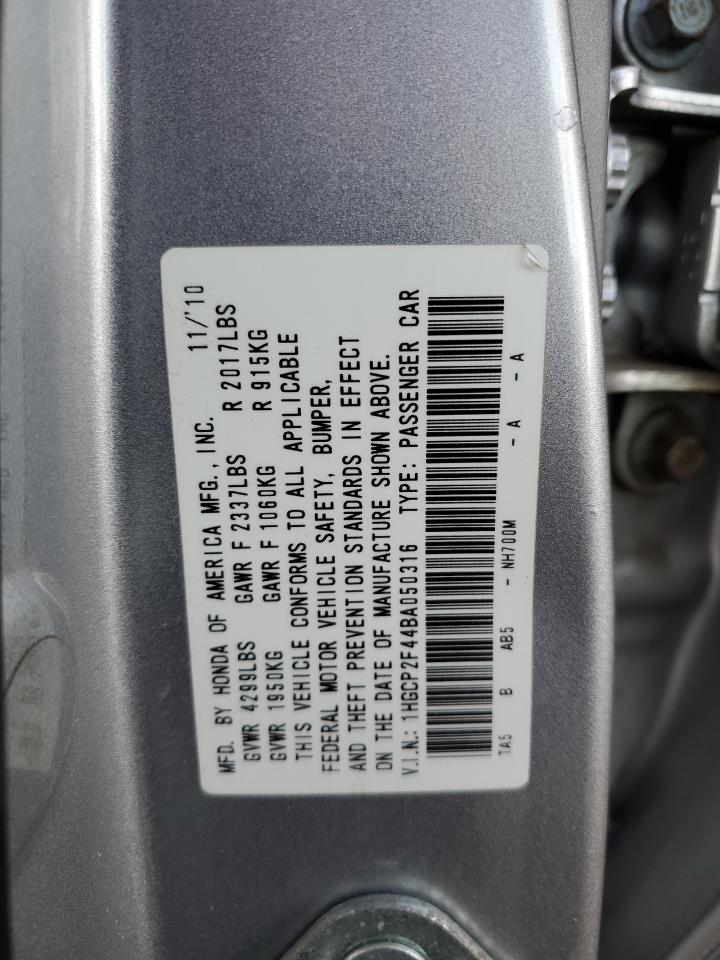 MFD. BY HONDA OF AMERICA MFG., INC. 11/'10
GVWR 4299LBS GAWR F 2337LBS R 2017LBS
GVWR 1950KG GAWR F 1060KG R 915KG
THIS VEHICLE CONFORMS TO ALL APPLICABLE
FEDERAL MOTOR VEHICLE SAFETY, BUMPER,
AND THEFT PREVENTION STANDARDS IN EFFECT
ON THE DATE OF MANUFACTURE SHOWN ABOVE.
V.I.N.: 1HGCP2F44BA050316 TYPE: PASSENGER CAR
TA5 B AB5 - NH700M - A - A